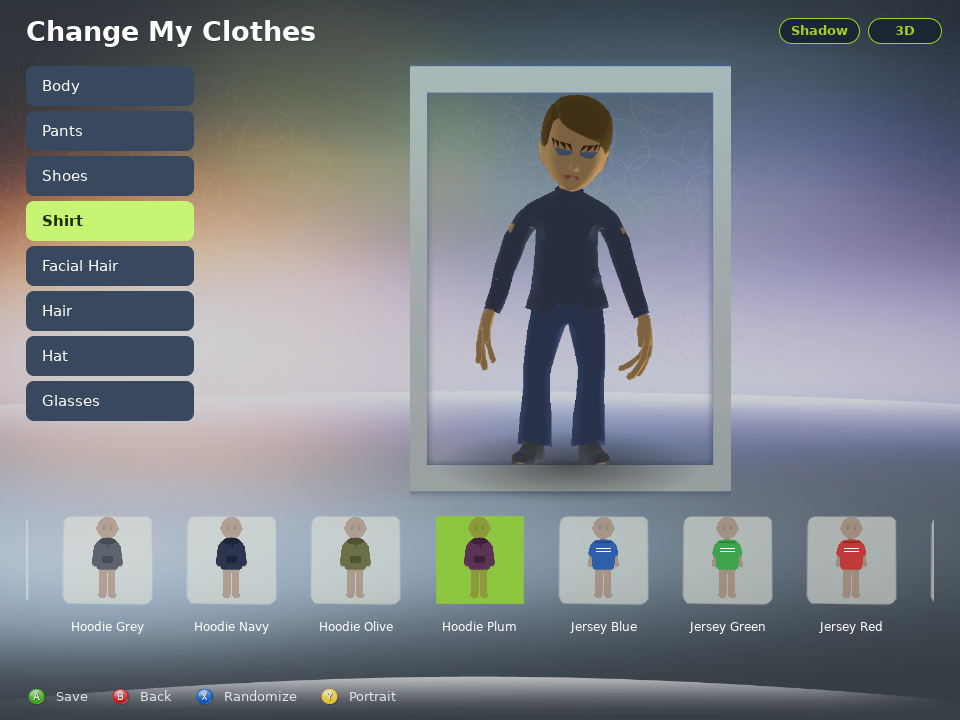 Change My Clothes
Shadow
3D
Body
Pants
Shoes
Shirt
Facial Hair
Hair
Hat
Glasses
Hoodie Grey
Hoodie Navy
Hoodie Olive
Hoodie Plum
Jersey Blue
Jersey Green
Jersey Red
A Save
B Back
X Randomize
Y Portrait